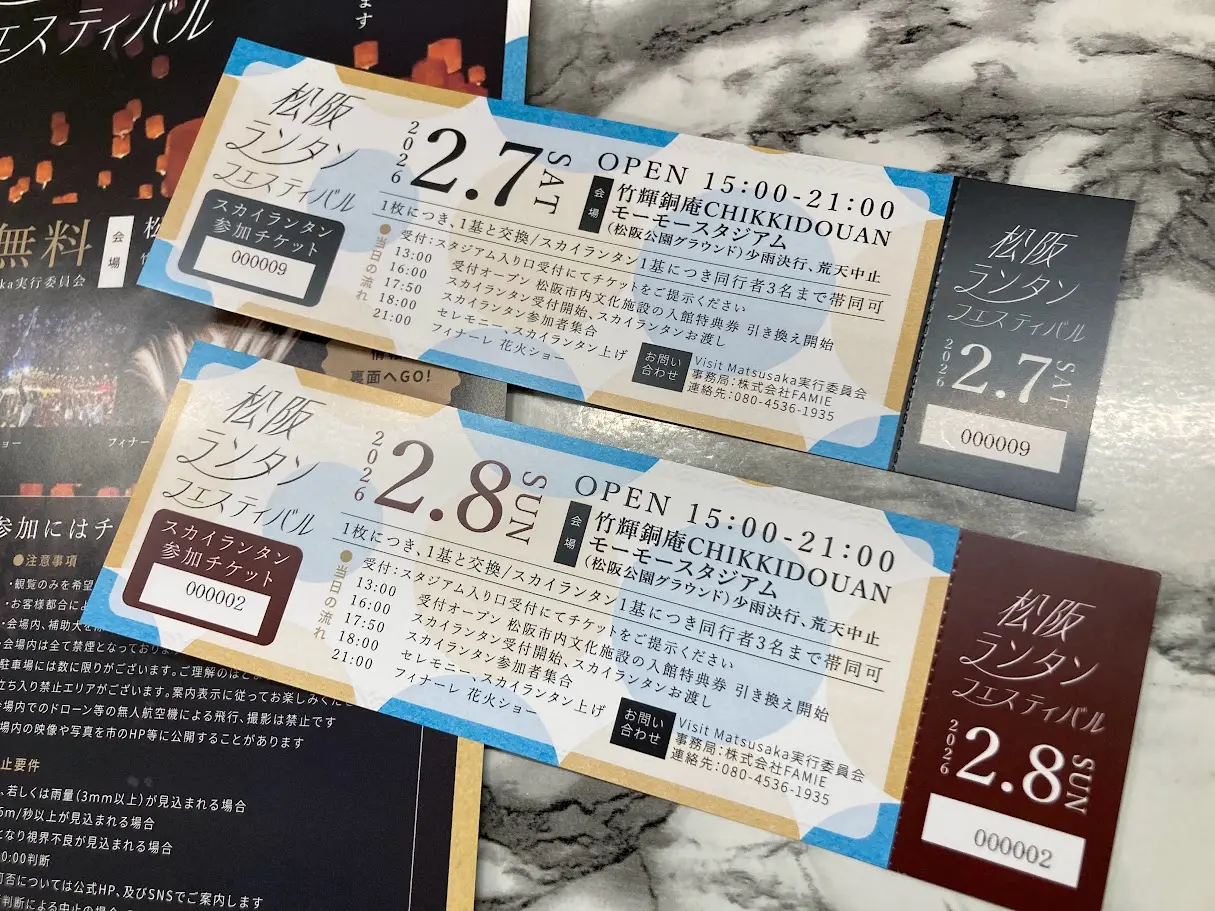 フェスティバル
ます
無料
会場
松
aka実行委員会
裏面へGO!
ョー
フィナー
参加にはチ
●注意事項
・観覧のみを希望
・お客様都合によ
・会場内、補助犬を除
会場内は全て禁煙となっており
駐車場には数に限りがございます。ご理解のほど
立ち入り禁止エリアがございます。案内表示に従ってお楽しみくだ
会場内でのドローン等の無人航空機による飛行、撮影は禁止です
場内の映像や写真を市のHP等に公開することがあります
止要件
、若しくは雨量(3mm以上)が見込まれる場合
5m/秒以上が見込まれる場合
となり視界不良が見込まれる場合
0:00判断
可否については公式HP、及びSNSでご案内します
判断による中止の場合
松阪
ランタン
フェスティバル
スカイランタン
参加チケット
000009
2026
2.7
SAT
OPEN 15:00-21:00
会場
竹輝銅庵CHIKKIDOUAN
モーモースタジアム
(松阪公園グラウンド)少雨決行、荒天中止
1枚につき、1基と交換/スカイランタン1基につき同行者3名まで帯同可
●当日の流れ
受付:スタジアム入り口受付にてチケットをご提示ください
13:00 受付オープン 松阪市内文化施設の入館特典券 引き換え開始
16:00 スカイランタン受付開始、スカイランタンお渡し
17:50 スカイランタン参加者集合
18:00 セレモニー、スカイランタン上げ
21:00 フィナーレ 花火ショー
お問い合わせ
Visit Matsusaka実行委員会
事務局:株式会社FAMIE
連絡先:080-4536-1935
松阪
ランタン
フェスティバル
2026
2.7
SAT
000009
松阪
ランタン
フェスティバル
スカイランタン
参加チケット
000002
2026
2.8
SUN
OPEN 15:00-21:00
会場
竹輝銅庵CHIKKIDOUAN
モーモースタジアム
(松阪公園グラウンド)少雨決行、荒天中止
1枚につき、1基と交換/スカイランタン1基につき同行者3名まで帯同可
●当日の流れ
受付:スタジアム入り口受付にてチケットをご提示ください
13:00 受付オープン 松阪市内文化施設の入館特典券 引き換え開始
16:00 スカイランタン受付開始、スカイランタンお渡し
17:50 スカイランタン参加者集合
18:00 セレモニー、スカイランタン上げ
21:00 フィナーレ 花火ショー
お問い合わせ
Visit Matsusaka実行委員会
事務局:株式会社FAMIE
連絡先:080-4536-1935
松阪
ランタン
フェスティバル
2026
2.8
SUN
000002